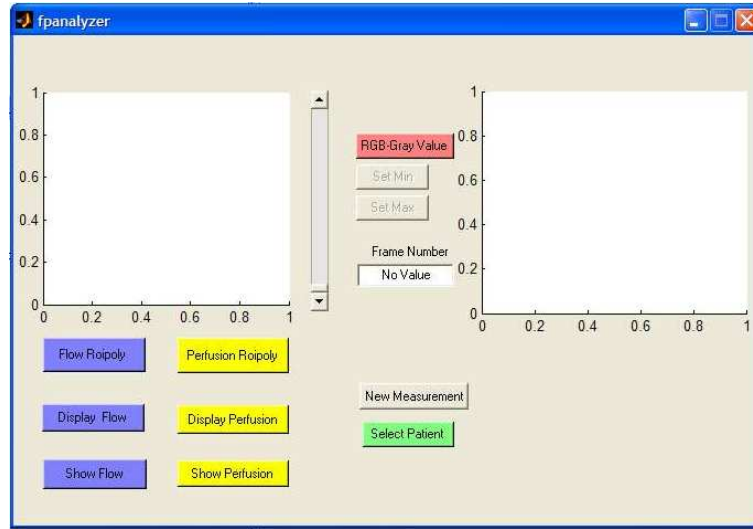 fpanalyzer
1
0.8
0.6
0.4
0.2
0
0 0.2 0.4 0.6 0.8 1
RGB-Gray Value
Set Min
Set Max
Frame Number
No Value
1
0.8
0.6
0.4
0.2
0
0 0.2 0.4 0.6 0.8 1
Flow Roipoly
Perfusion Roipoly
Display Flow
Display Perfusion
Show Flow
Show Perfusion
New Measurement
Select Patient